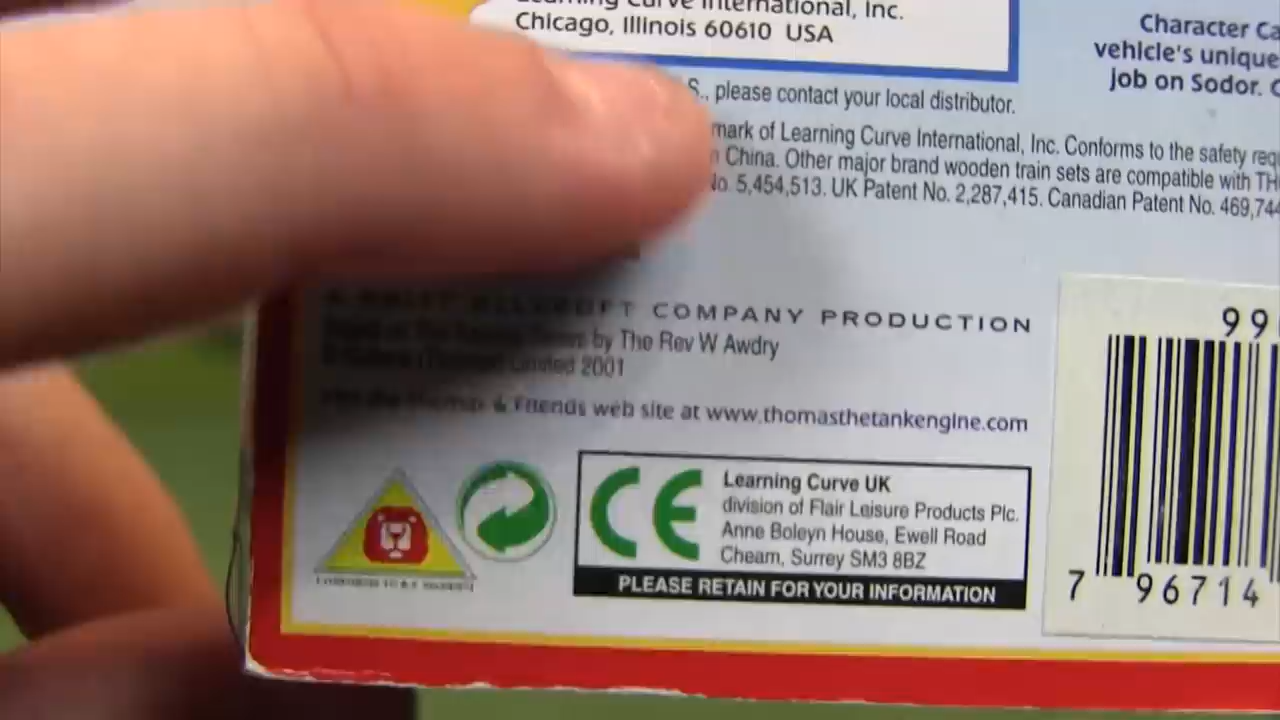 Learning Curve International, Inc.
Chicago, Illinois 60610 USA
Character Ca
vehicle's unique
job on Sodor. C
S., please contact your local distributor.
mark of Learning Curve International, Inc. Conforms to the safety req
China. Other major brand wooden train sets are compatible with TH
No. 5,454,513. UK Patent No. 2,287,415. Canadian Patent No. 469,744
COMPANY PRODUCTION
by The Rev W Awdry
Limited 2001
& Friends web site at www.thomasthetankengine.com
CE
Learning Curve UK
division of Flair Leisure Products Plc.
Anne Boleyn House, Ewell Road
Cheam, Surrey SM3 8BZ
PLEASE RETAIN FOR YOUR INFORMATION
99
7 96714